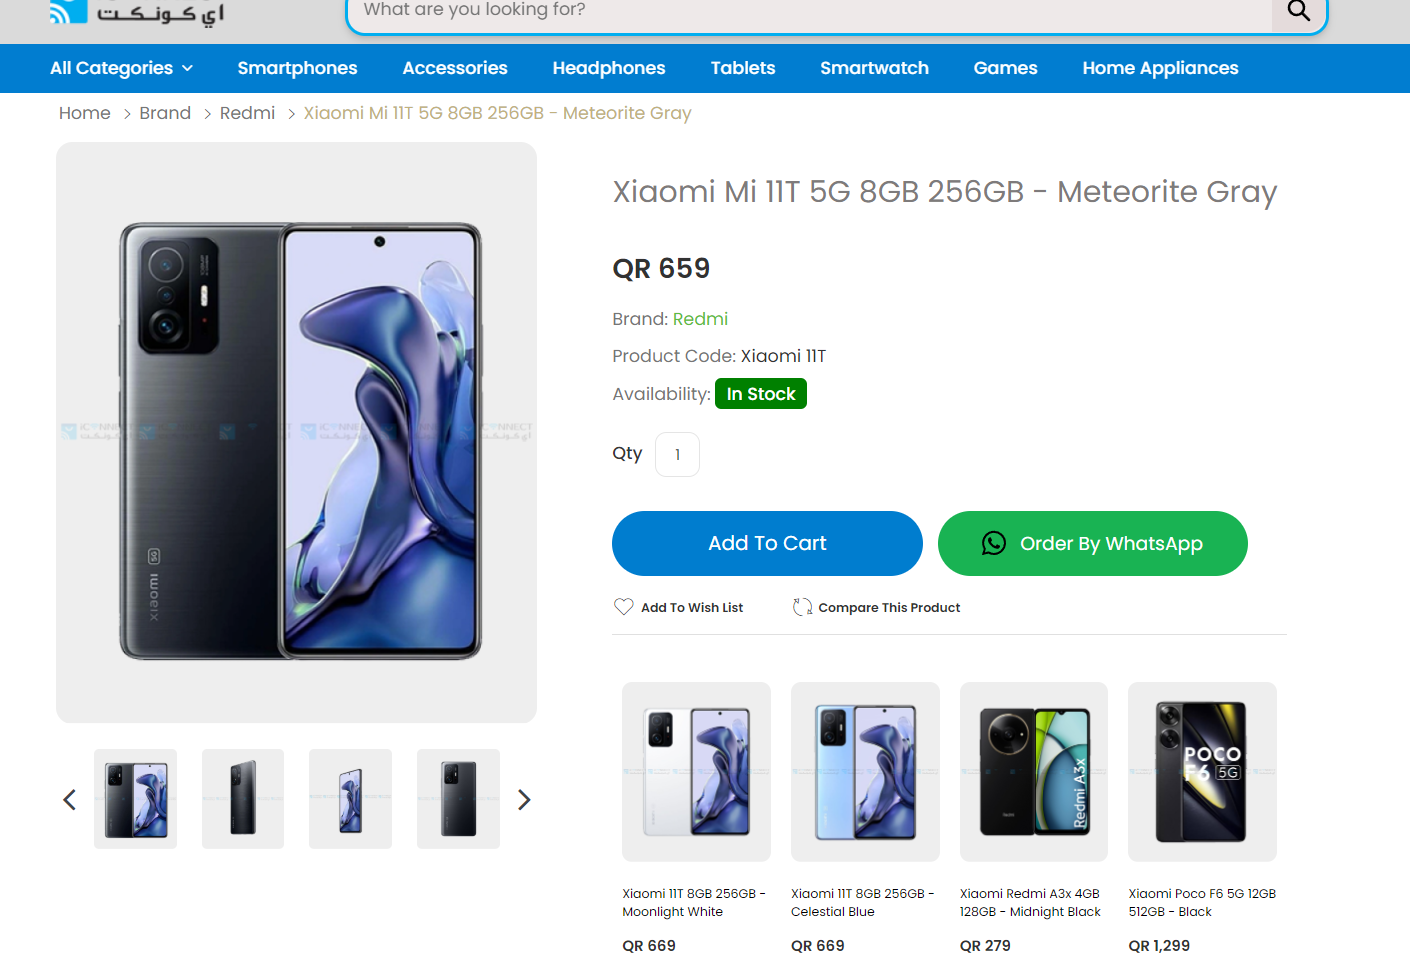 اي كونكت
What are you looking for?
All Categories
Smartphones
Accessories
Headphones
Tablets
Smartwatch
Games
Home Appliances
Home > Brand > Redmi > Xiaomi Mi 11T 5G 8GB 256GB - Meteorite Gray
Xiaomi Mi 11T 5G 8GB 256GB - Meteorite Gray
QR 659
Brand: Redmi
Product Code: Xiaomi 11T
Availability: In Stock
Qty 1
Add To Cart
Order By WhatsApp
Add To Wish List
Compare This Product
xiaomi 5G
iCONNECT
اي كونكت
Redmi A3x
POCO
F6 5G
Xiaomi 11T 8GB 256GB -
Moonlight White
QR 669
Xiaomi 11T 8GB 256GB -
Celestial Blue
QR 669
Xiaomi Redmi A3x 4GB
128GB - Midnight Black
QR 279
Xiaomi Poco F6 5G 12GB
512GB - Black
QR 1,299